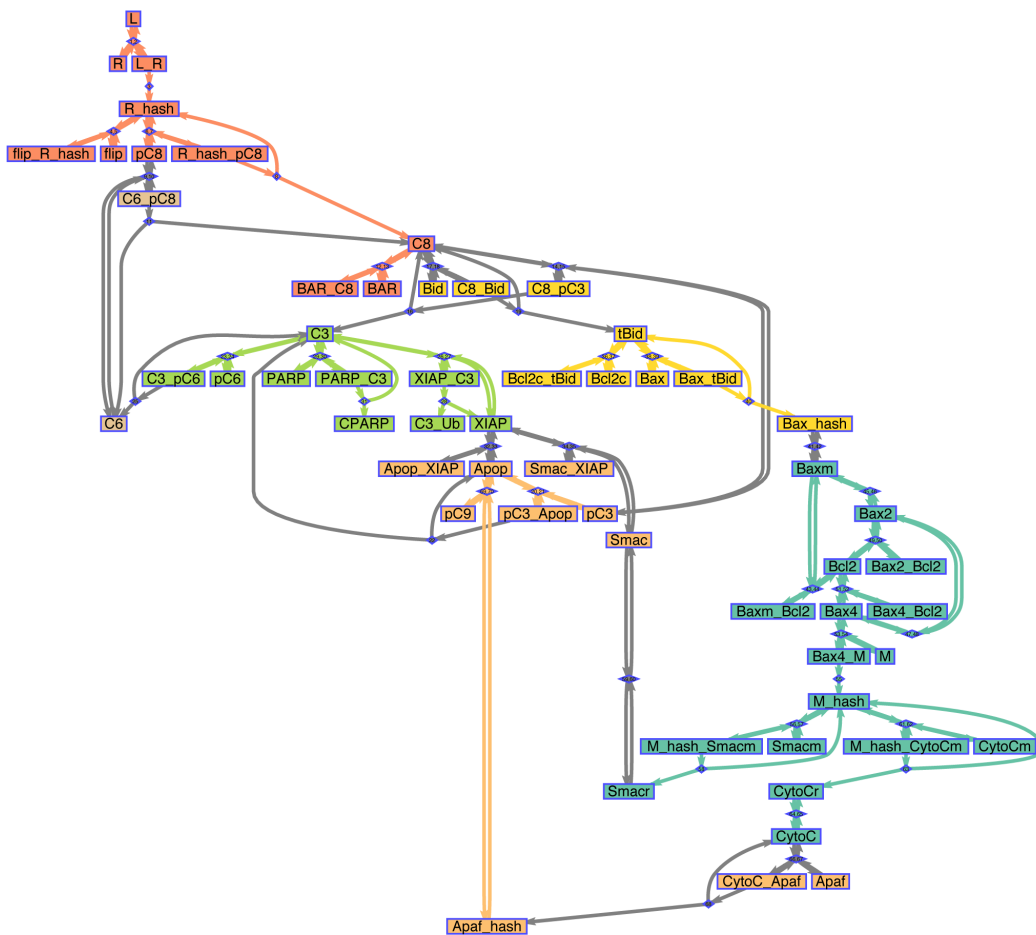 L
R
L_R
R_hash
flip_R_hash
flip
pC8
R_hash_pC8
C6_pC8
C8
BAR_C8
BAR
Bid
C8_Bid
C8_pC3
C3
tBid
C3_pC6
pC6
PARP
PARP_C3
XIAP_C3
Bcl2c_tBid
Bcl2c
Bax
Bax_tBid
C6
CPARP
C3_Ub
XIAP
Bax_hash
Apop_XIAP
Apop
Smac_XIAP
Baxm
pC9
pC3_Apop
pC3
Bax2
Smac
Bcl2
Bax2_Bcl2
Baxm_Bcl2
Bax4
Bax4_Bcl2
Bax4_M
M
M_hash
M_hash_Smacm
Smacm
M_hash_CytoCm
CytoCm
Smacr
CytoCr
CytoC
CytoC_Apaf
Apaf
Apaf_hash